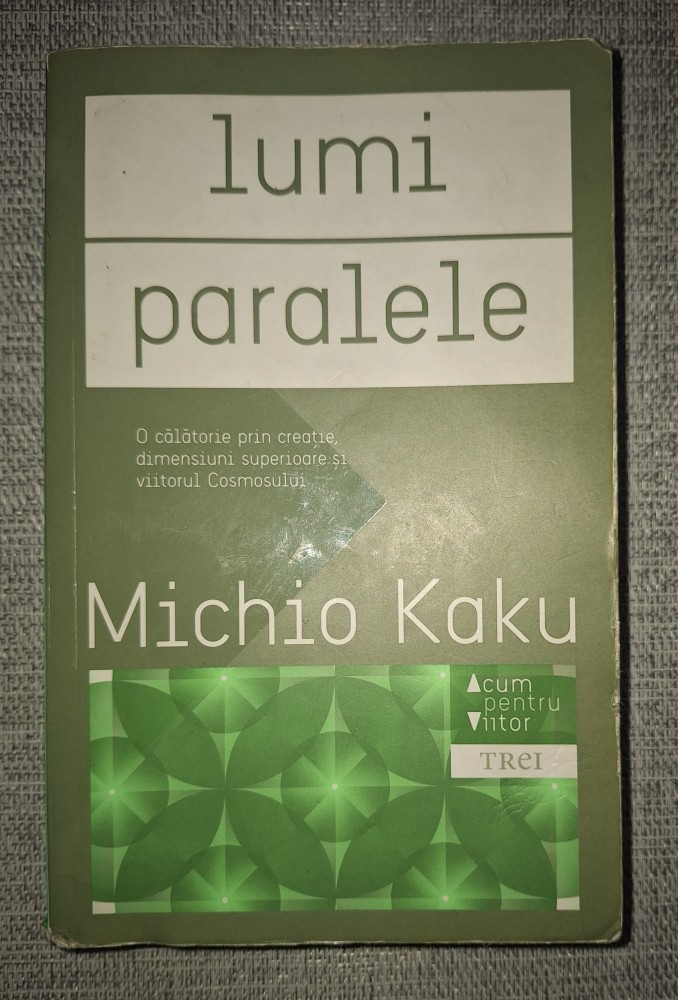 lumi
paralele
O călătorie prin creație,
dimensiuni superioare și
viitorul Cosmosului
Michio Kaku
Acum
pentru
Viitor
TREI